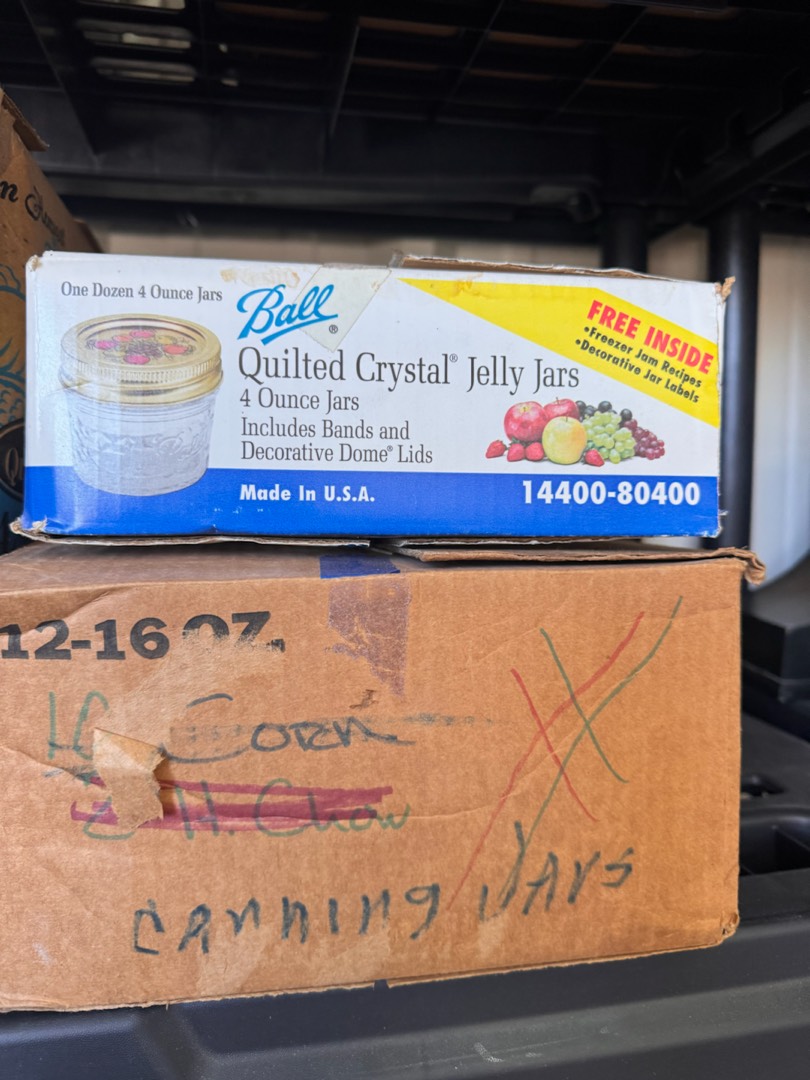 One Dozen 4 Ounce Jars
Ball®
Quilted Crystal® Jelly Jars
4 Ounce Jars
Includes Bands and
Decorative Dome® Lids
FREE INSIDE
•Freezer Jam Recipes
•Decorative Jar Labels
Made In U.S.A.
14400-80400
12-16 OZ.
Corn
H. Chow
CANNING JARS